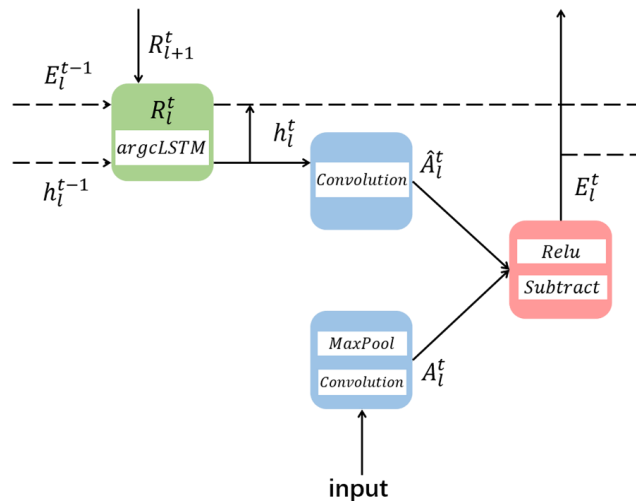 R_{l+1}^t
E_l^{t-1}
R_l^t
argcLSTM
h_l^t
h_l^{t-1}
Convolution
Â_l^t
E_l^t
Relu
Subtract
MaxPool
Convolution
A_l^t
input